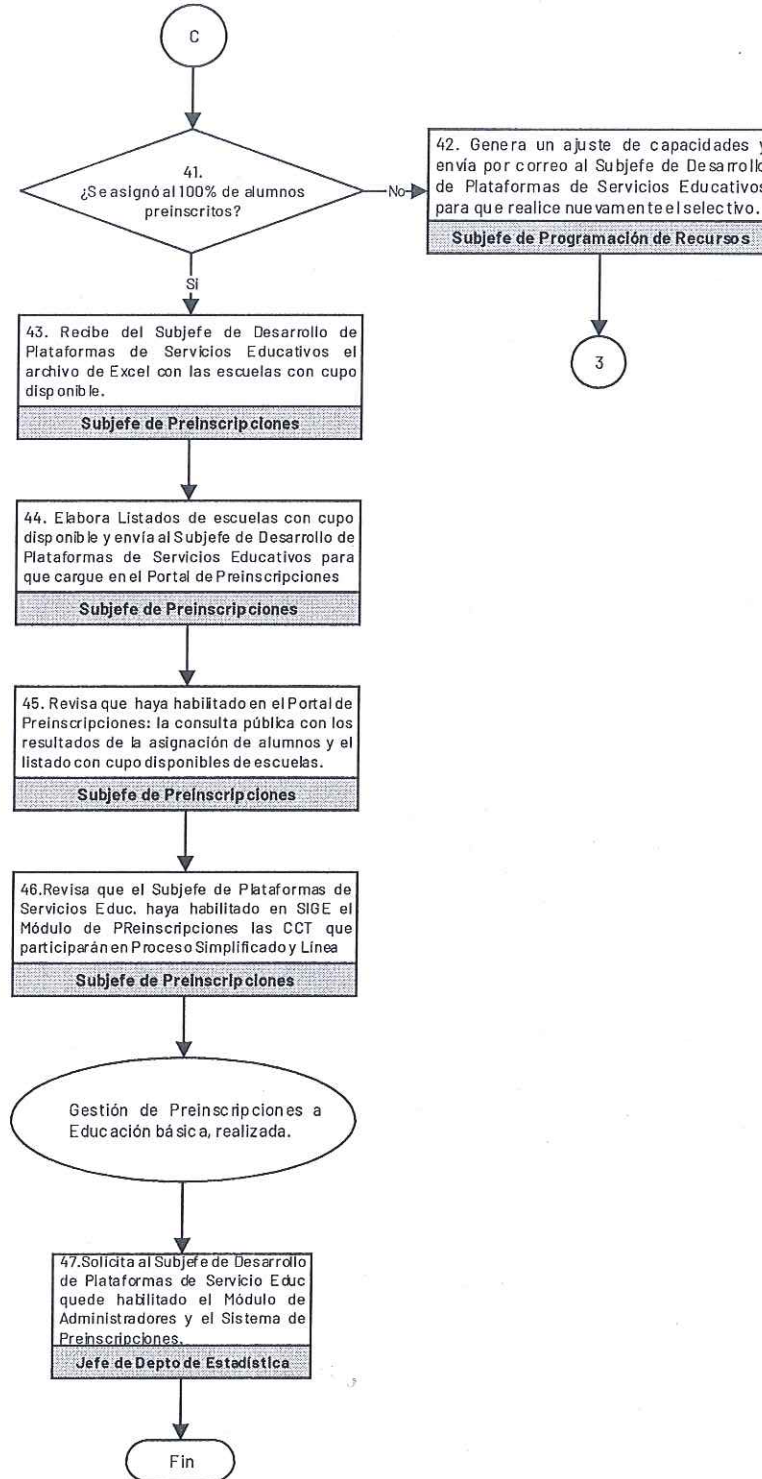 C
41.
¿Se asignó al 100% de alumnos
preinscritos?
No
42. Genera un ajuste de capacidades y
envía por correo al Subjefe de Desarrollo
de Plataformas de Servicios Educativos
para que realice nuevamente el selectivo.
Subjefe de Programación de Recursos
3
Si
43. Recibe del Subjefe de Desarrollo de
Plataformas de Servicios Educativos el
archivo de Excel con las escuelas con cupo
disponible.
Subjefe de Preinscripciones
44. Elabora Listados de escuelas con cupo
disponible y envía al Subjefe de Desarrollo de
Plataformas de Servicios Educativos para
que cargue en el Portal de Preinscripciones
Subjefe de Preinscripciones
45. Revisa que haya habilitado en el Portal de
Preinscripciones: la consulta pública con los
resultados de la asignación de alumnos y el
listado con cupo disponibles de escuelas.
Subjefe de Preinscripciones
46.Revisa que el Subjefe de Plataformas de
Servicios Educ. haya habilitado en SIGE el
Módulo de PReinscripciones las CCT que
participarán en Proceso Simplificado y Línea
Subjefe de Preinscripciones
Gestión de Preinscripciones a
Educación básica, realizada.
47.Solicita al Subjefe de Desarrollo
de Plataformas de Servicio Educ
quede habilitado el Módulo de
Administradores y el Sistema de
Preinscripciones.
Jefe de Depto de Estadística
Fin